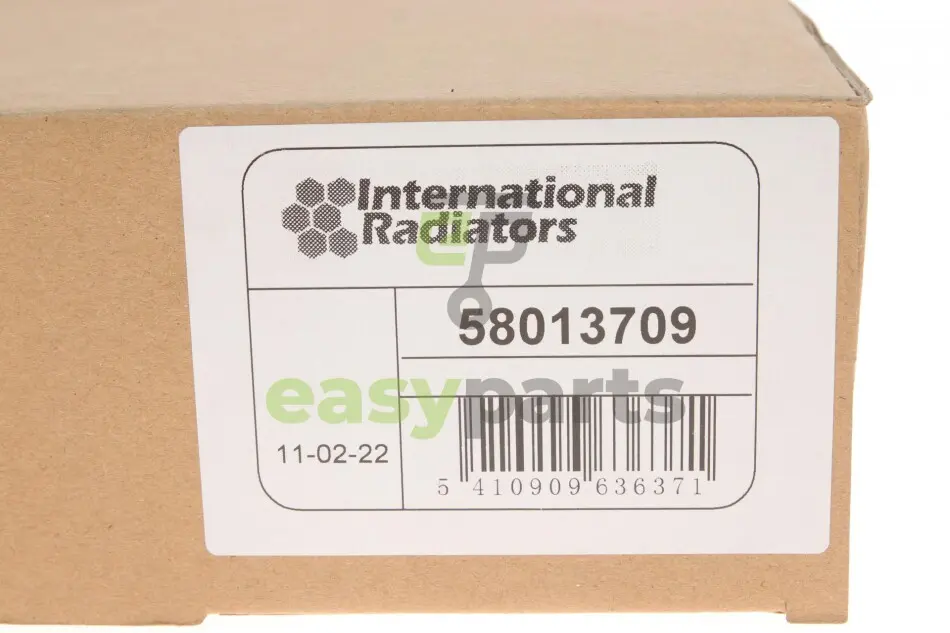 International
Radiators
58013709
easyparts
11-02-22
5 410909 636371